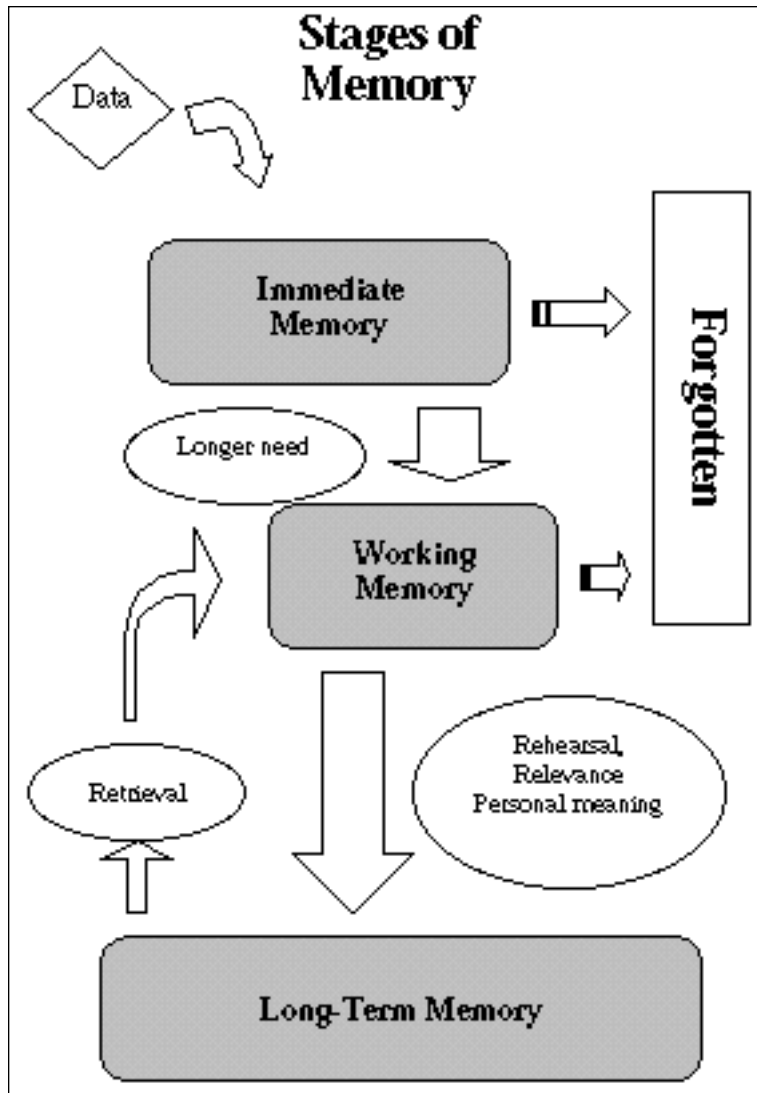 Stages of
Memory
Data
Immediate
Memory
Forgotten
Longer need
Working
Memory
Rehearsal,
Relevance
Personal meaning
Retrieval
Long-Term Memory